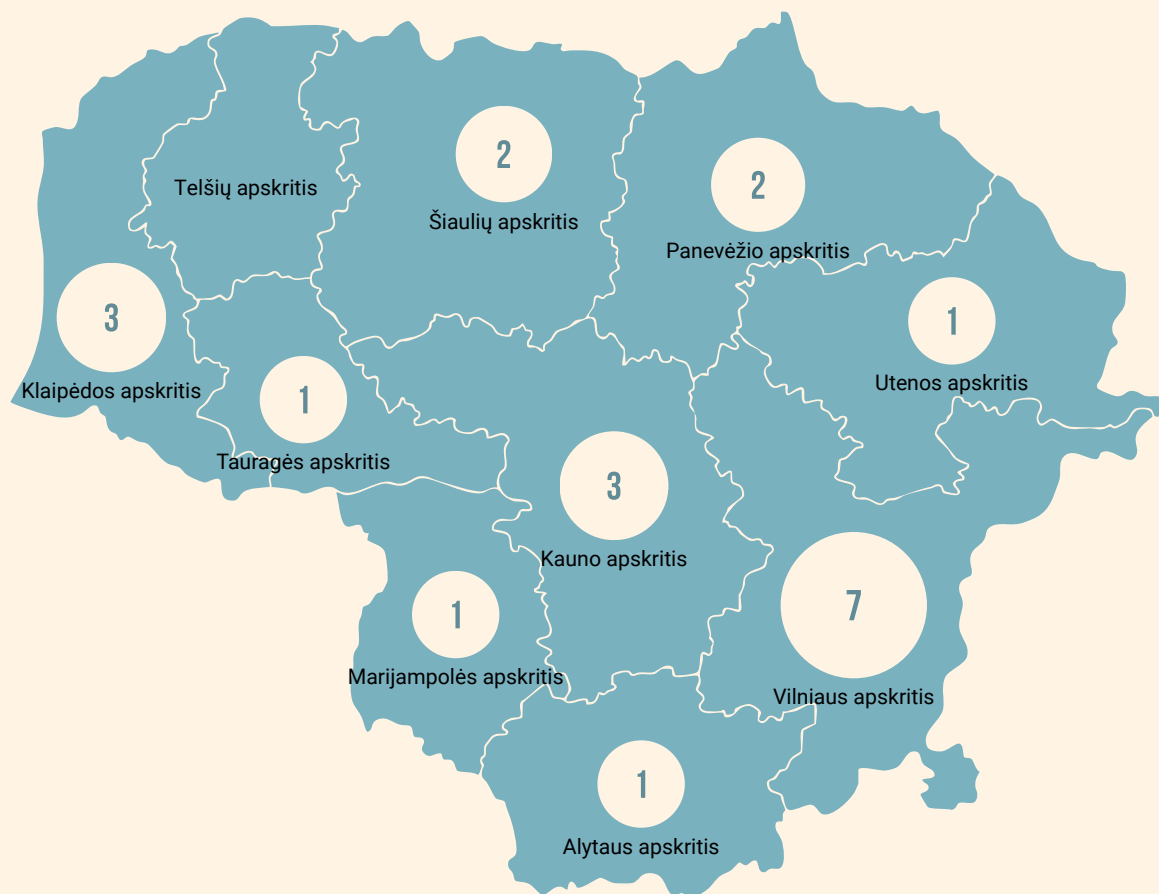 2
Šiaulių apskritis
2
Panevėžio apskritis
Telšių apskritis
3
Klaipėdos apskritis
1
Utenos apskritis
1
Tauragės apskritis
3
Kauno apskritis
7
Vilniaus apskritis
1
Marijampolės apskritis
1
Alytaus apskritis